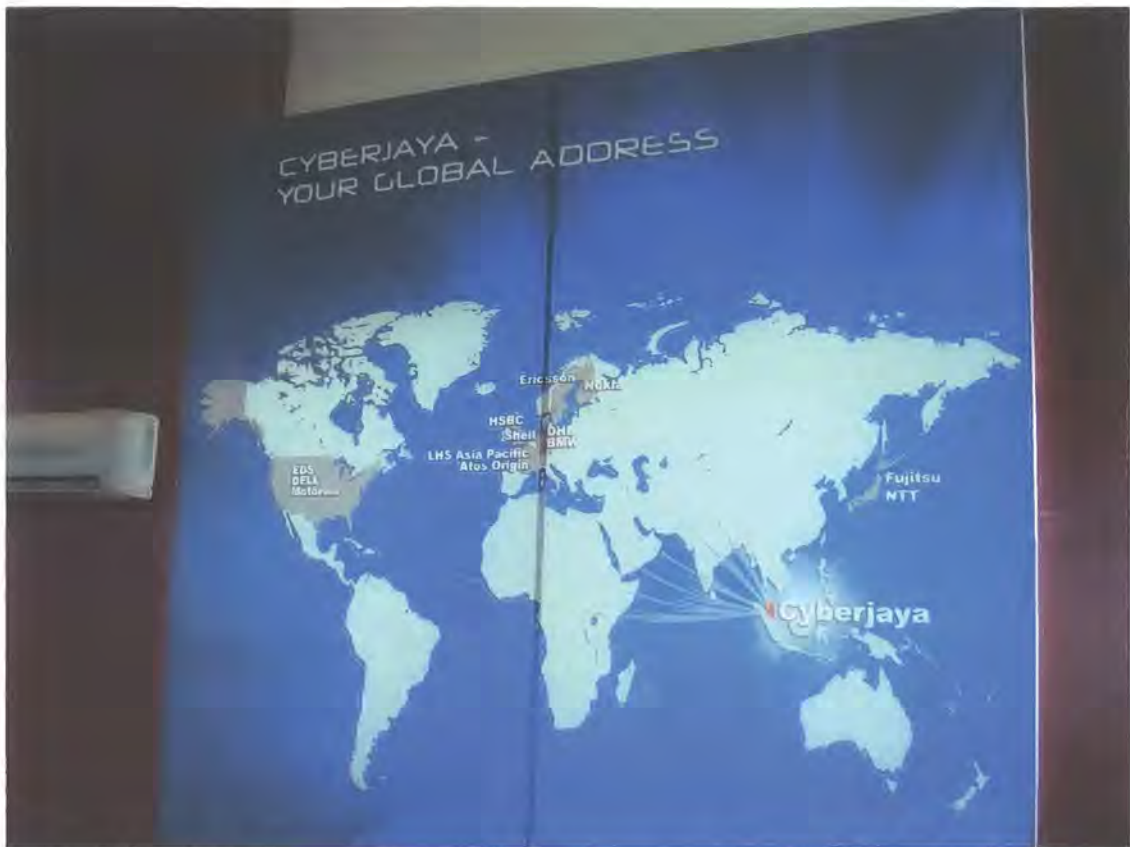 CYBERJAYA -
YOUR GLOBAL ADDRESS
Ericsson
HSBC
Shell
DHL
BMW
LHS Asia Pacific
Atos Origin
EDS
DELL
Motorola
Fujitsu
NTT
Cyberjaya